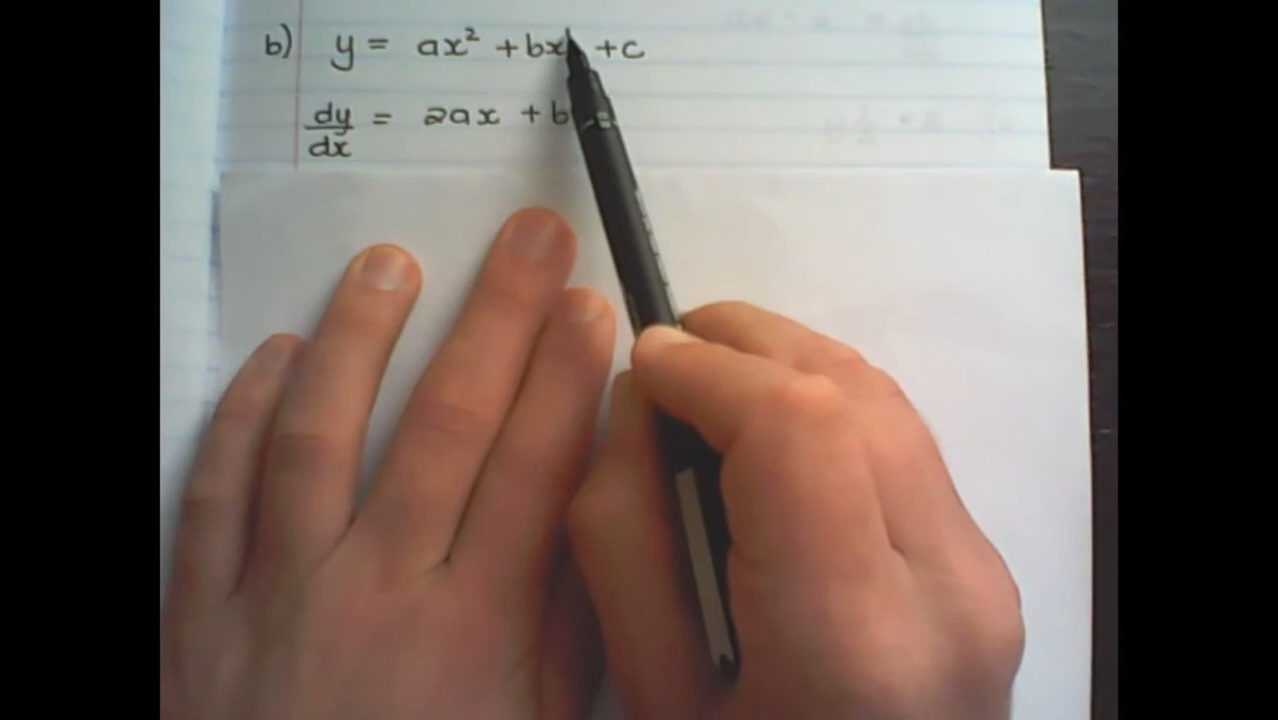 b) y = ax² + bx + c
dy/dx = 2ax + b